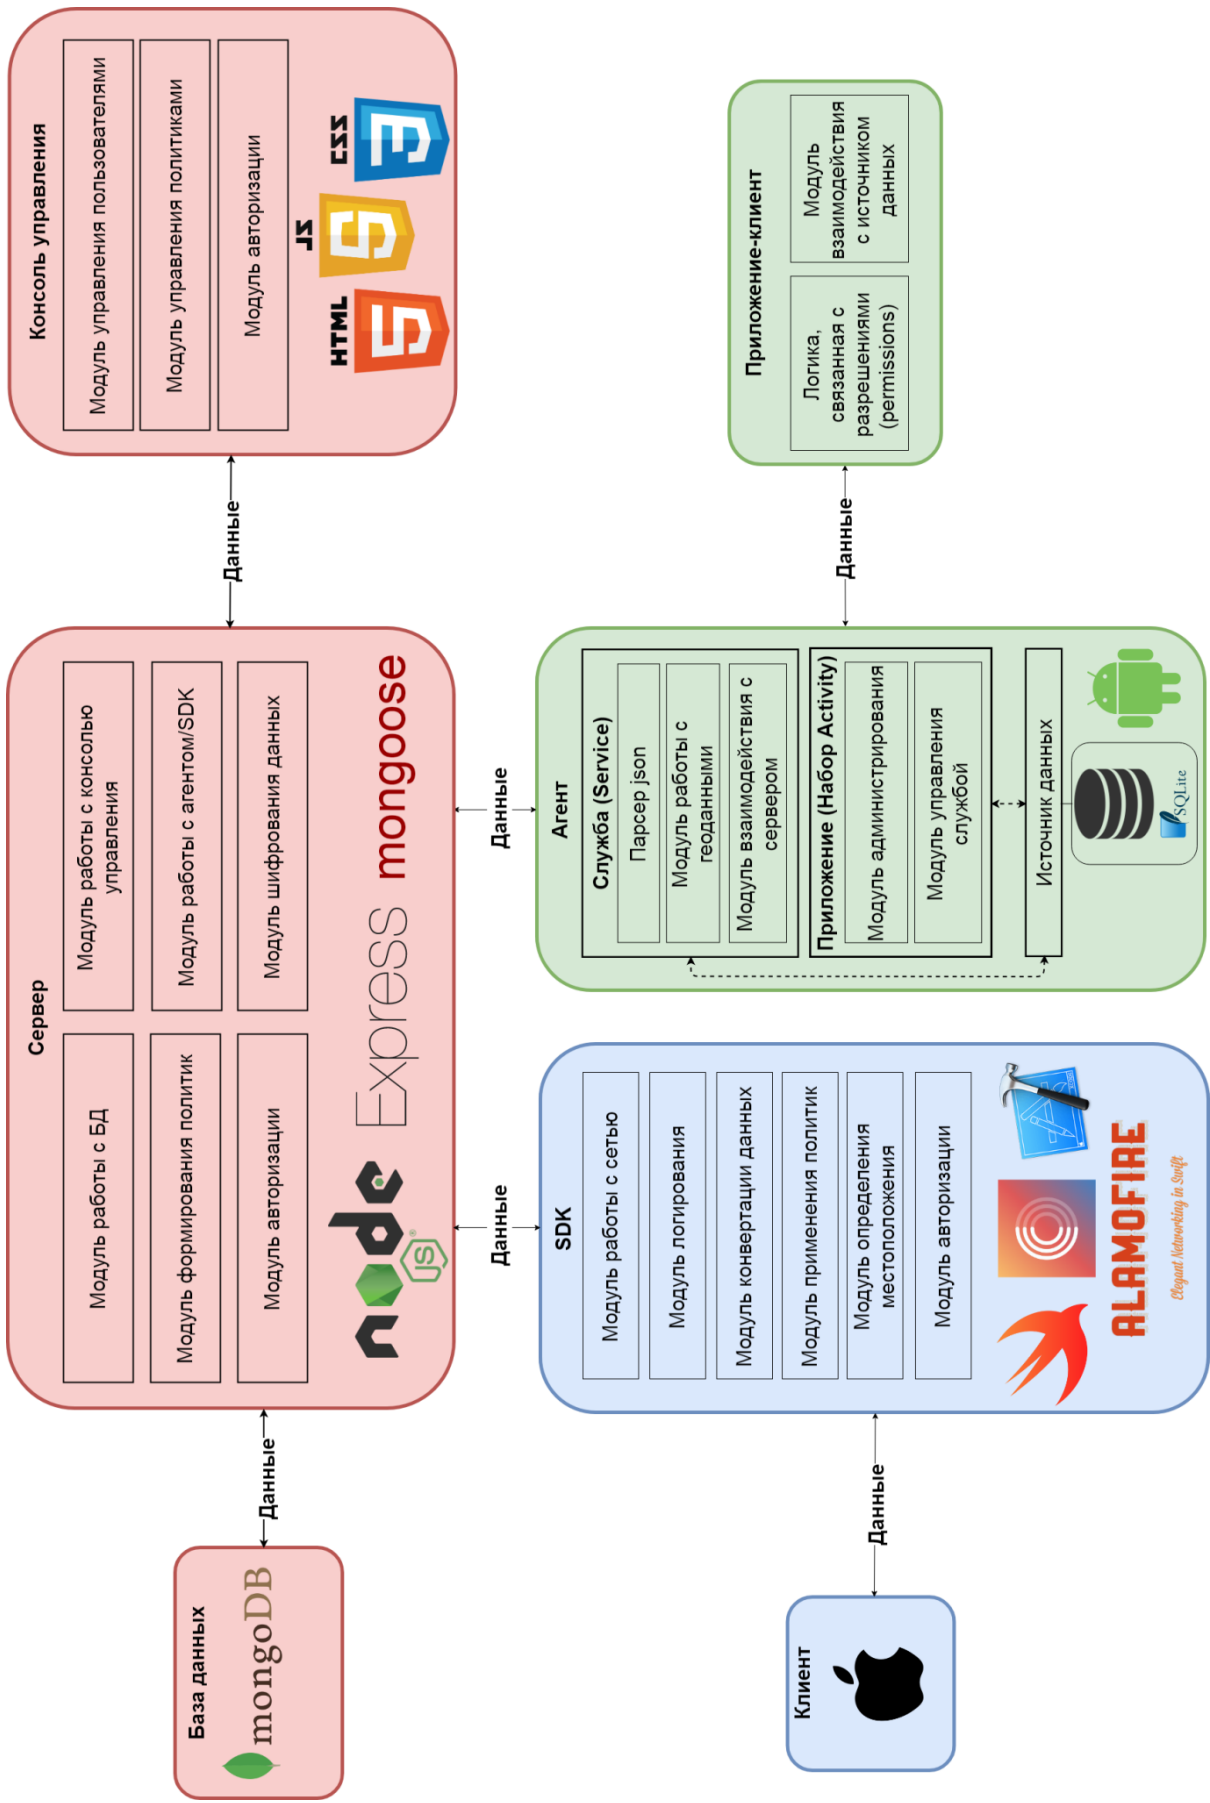 База данных
mongoDB
Данные
Сервер
Модуль работы с БД
Модуль формирования политик
Модуль авторизации
Модуль работы с консолью
управления
Модуль работы с агентом/SDK
Модуль шифрования данных
node
JS
Express
mongoose
Данные
Консоль управления
Модуль управления пользователями
Модуль управления политиками
Модуль авторизации
HTML
JS
CSS
Данные
Данные
Клиент
Данные
SDK
Модуль работы с сетью
Модуль логирования
Модуль конвертации данных
Модуль применения политик
Модуль определения
местоположения
Модуль авторизации
ALAMOFIRE
Elegant Networking in Swift
Агент
Служба (Service)
Парсер json
Модуль работы с
геоданными
Модуль взаимодействия с
сервером
Приложение (Набор Activity)
Модуль администрирования
Модуль управления
службой
Источник данных
SQLite
Данные
Приложение-клиент
Логика,
связанная с
разрешениями
(permissions)
Модуль
взаимодействия
с источником
данных